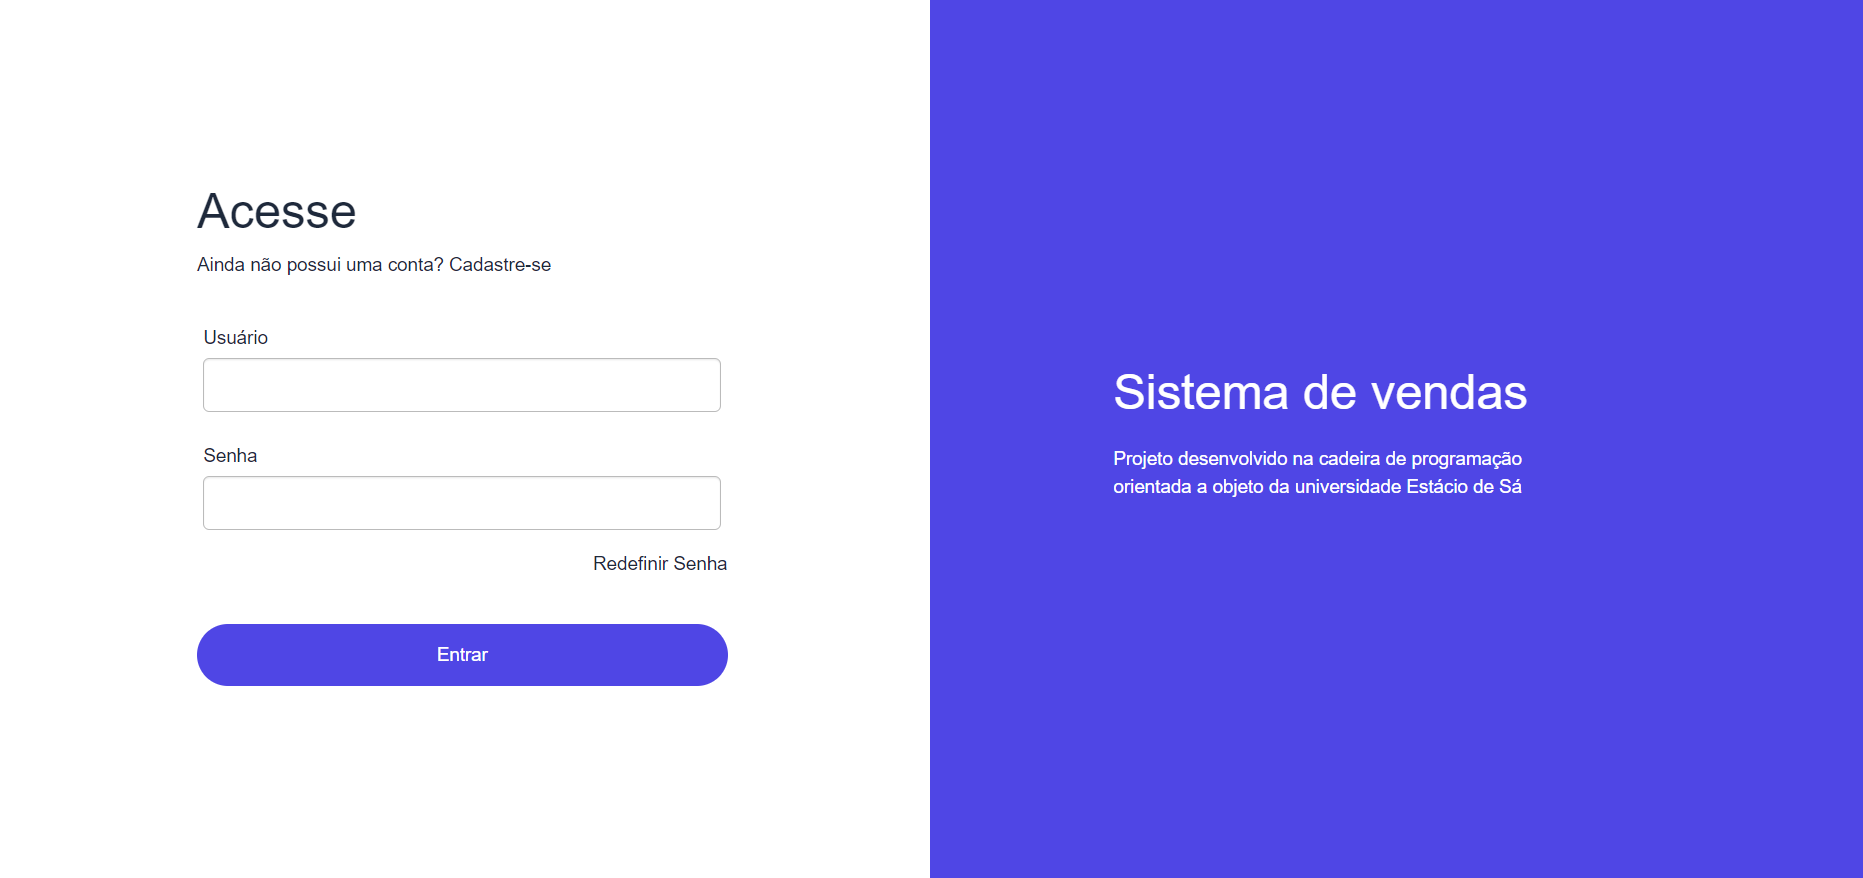 Acesse
Ainda não possui uma conta? Cadastre-se
Usuário
Senha
Redefinir Senha
Entrar
Sistema de vendas
Projeto desenvolvido na cadeira de programação
orientada a objeto da universidade Estácio de Sá